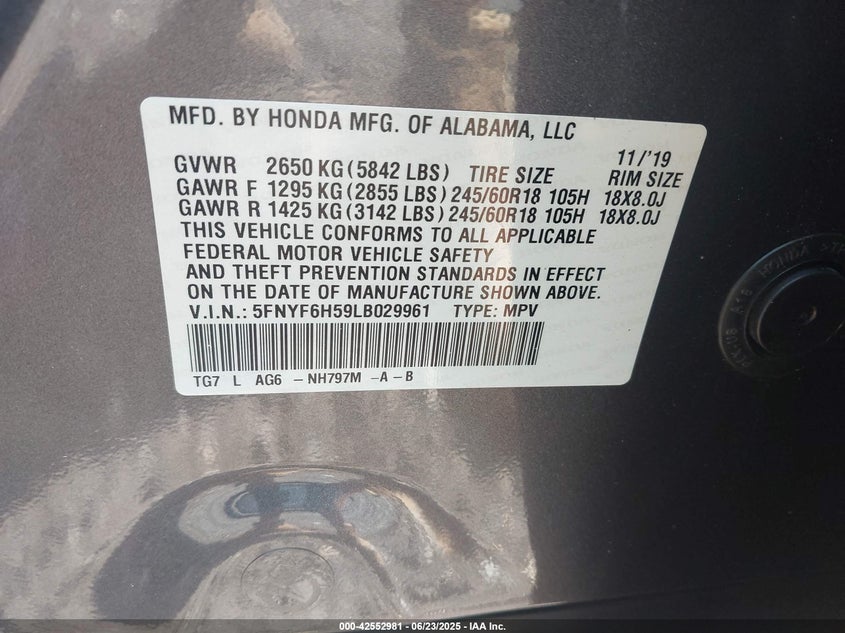 MFD. BY HONDA MFG. OF ALABAMA, LLC
11/'19
GVWR 2650 KG (5842 LBS) TIRE SIZE RIM SIZE
GAWR F 1295 KG (2855 LBS) 245/60R18 105H 18X8.0J
GAWR R 1425 KG (3142 LBS) 245/60R18 105H 18X8.0J
THIS VEHICLE CONFORMS TO ALL APPLICABLE
FEDERAL MOTOR VEHICLE SAFETY
AND THEFT PREVENTION STANDARDS IN EFFECT
ON THE DATE OF MANUFACTURE SHOWN ABOVE.
V.I.N.: 5FNYF6H59LB029961 TYPE: MPV
TG7 L AG6 - NH797M - A - B
HONDA
000-42552981 - 06/23/2025 - IAA Inc.